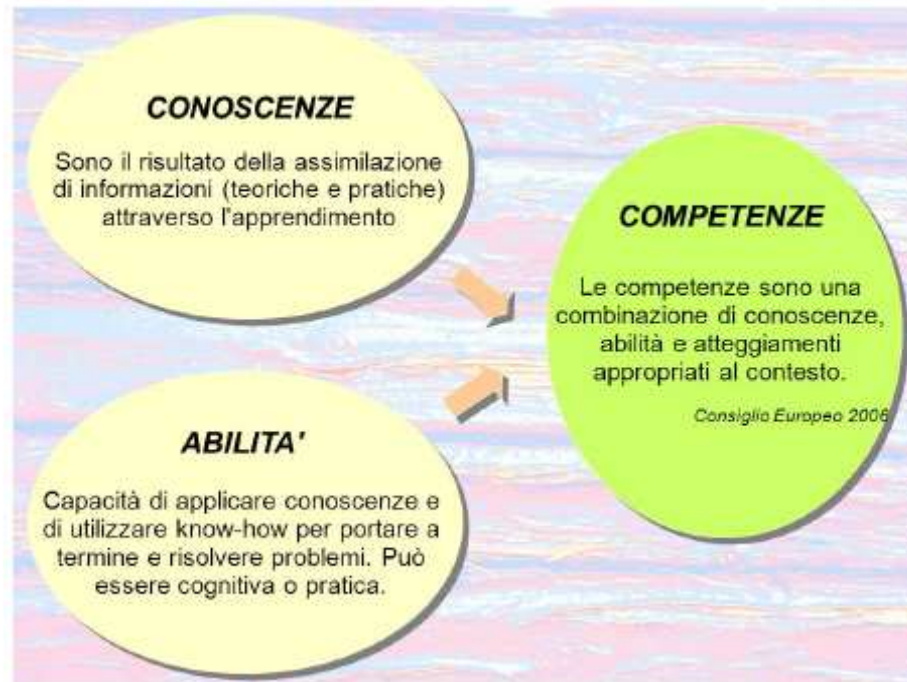 CONOSCENZE
Sono il risultato della assimilazione
di informazioni (teoriche e pratiche)
attraverso l'apprendimento
COMPETENZE
Le competenze sono una
combinazione di conoscenze,
abilità e atteggiamenti
appropriati al contesto.
Consiglio Europeo 2006
ABILITA'
Capacità di applicare conoscenze e
di utilizzare know-how per portare a
termine e risolvere problemi. Può
essere cognitiva o pratica.